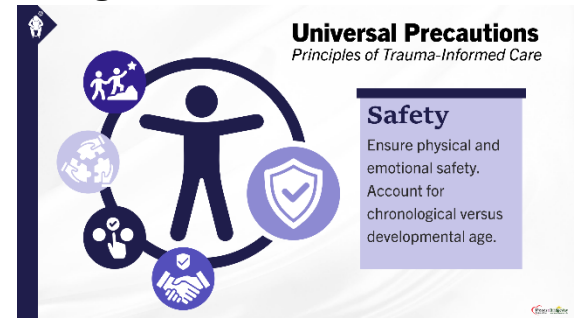 Universal Precautions
Principles of Trauma-Informed Care
Safety
Ensure physical and
emotional safety.
Account for
chronological versus
developmental age.